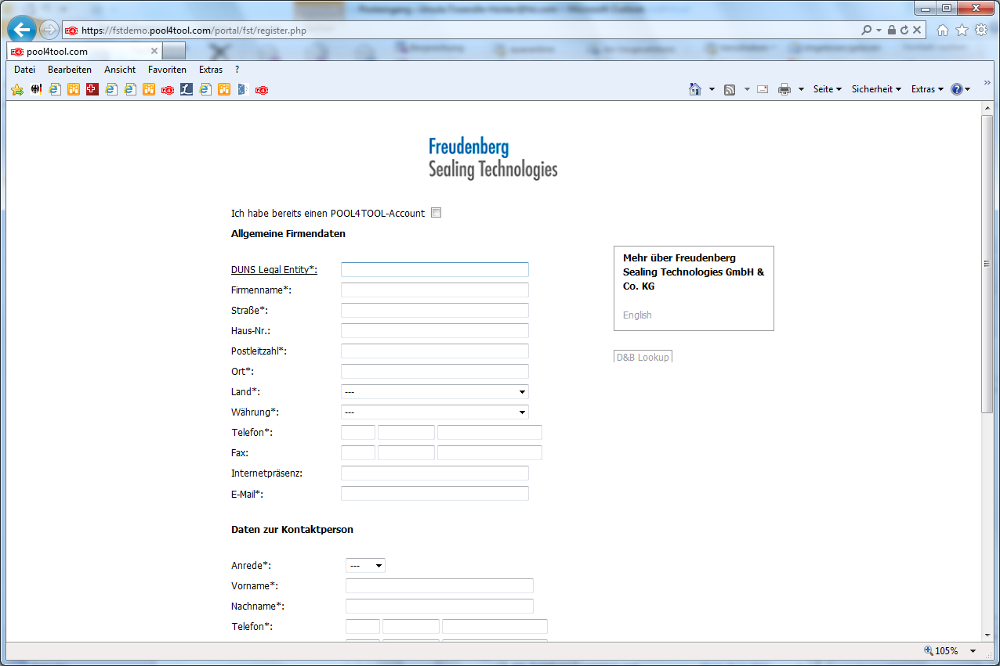 https://fstdemo.pool4tool.com/portal/fst/register.php
pool4tool.com
Datei Bearbeiten Ansicht Favoriten Extras ?
Seite Sicherheit Extras
Freudenberg
Sealing Technologies
Ich habe bereits einen POOL4TOOL-Account
Allgemeine Firmendaten
Mehr über Freudenberg
Sealing Technologies GmbH &
Co. KG
English
D&B Lookup
DUNS Legal Entity*:
Firmenname*:
Straße*:
Haus-Nr.:
Postleitzahl*:
Ort*:
Land*: ---
Währung*: ---
Telefon*:
Fax:
Internetpräsenz:
E-Mail*:
Daten zur Kontaktperson
Anrede*: ---
Vorname*:
Nachname*:
Telefon*:
105%